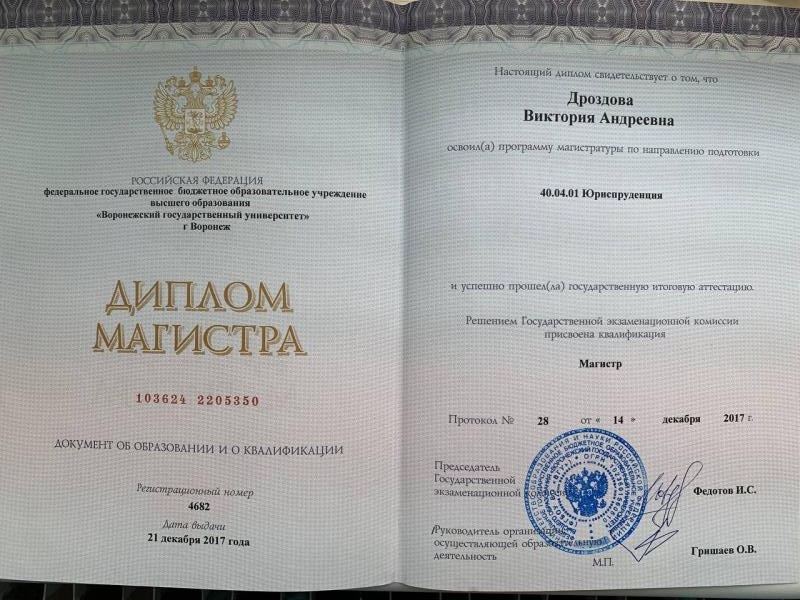 РОССИЙСКАЯ ФЕДЕРАЦИЯ
федеральное государственное бюджетное образовательное учреждение
высшего образования
«Воронежский государственный университет»
г Воронеж
ДИПЛОМ
МАГИСТРА
103624 2205350
ДОКУМЕНТ ОБ ОБРАЗОВАНИИ И О КВАЛИФИКАЦИИ
Регистрационный номер
4682
Дата выдачи
21 декабря 2017 года
Настоящий диплом свидетельствует о том, что
Дроздова
Виктория Андреевна
освоил(а) программу магистратуры по направлению подготовки
40.04.01 Юриспруденция
и успешно прошел(ла) государственную итоговую аттестацию.
Решением Государственной экзаменационной комиссии
присвоена квалификация
Магистр
Протокол № 28 от « 14 » декабря 2017 г.
Председатель
Государственной
экзаменационной
Федотов И.С.
Руководитель организации,
осуществляющей образовательную
деятельность
Гришаев О.В.
М.П.